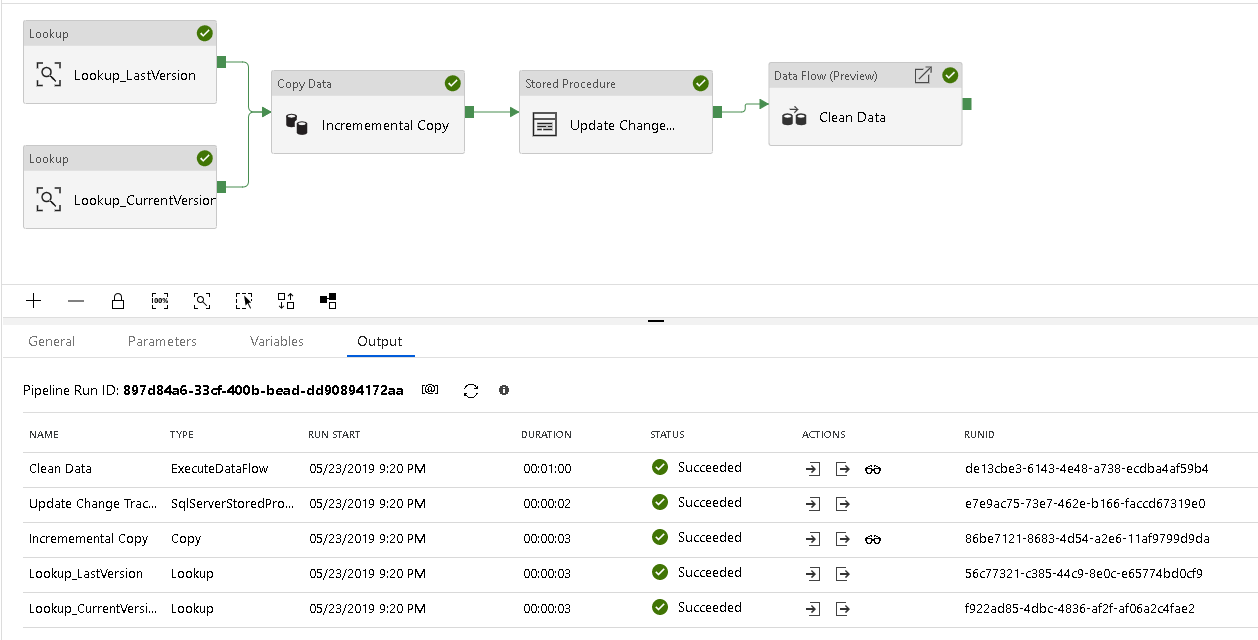 Lookup
Lookup_LastVersion
Lookup
Lookup_CurrentVersion
Copy Data
Incrememental Copy
Stored Procedure
Update Change...
Data Flow (Preview)
Clean Data
100%
General Parameters Variables Output
Pipeline Run ID: 897d84a6-33cf-400b-bead-dd90894172aa [@]
NAME TYPE RUN START DURATION STATUS ACTIONS RUNID
Clean Data ExecuteDataFlow 05/23/2019 9:20 PM 00:01:00 Succeeded de13cbe3-6143-4e48-a738-ecdba4af59b4
Update Change Trac... SqlServerStoredPro... 05/23/2019 9:20 PM 00:00:02 Succeeded e7e9ac75-73e7-462e-b166-faccd67319e0
Incrememental Copy Copy 05/23/2019 9:20 PM 00:00:03 Succeeded 86be7121-8683-4d54-a2e6-11af9799d9da
Lookup_LastVersion Lookup 05/23/2019 9:20 PM 00:00:03 Succeeded 56c77321-c385-44c9-8e0c-e65774bd0cf9
Lookup_CurrentVersi... Lookup 05/23/2019 9:20 PM 00:00:03 Succeeded f922ad85-4dbc-4836-af2f-af06a2c4fae2